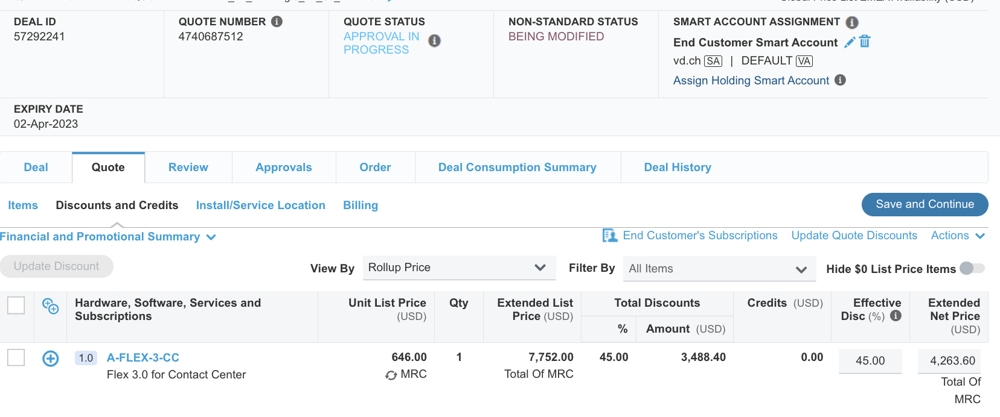 DEAL ID
57292241
QUOTE NUMBER
4740687512
QUOTE STATUS
APPROVAL IN
PROGRESS
NON-STANDARD STATUS
BEING MODIFIED
SMART ACCOUNT ASSIGNMENT
End Customer Smart Account
vd.ch SA | DEFAULT VA
Assign Holding Smart Account
EXPIRY DATE
02-Apr-2023
Deal Quote Review Approvals Order Deal Consumption Summary Deal History
Items Discounts and Credits Install/Service Location Billing Save and Continue
Financial and Promotional Summary End Customer's Subscriptions Update Quote Discounts Actions
Update Discount View By Rollup Price Filter By All Items Hide $0 List Price Items
Hardware, Software, Services and
Subscriptions
Unit List Price
(USD)
Qty
Extended List
Price (USD)
Total Discounts
% Amount (USD)
Credits (USD)
Effective
Disc (%)
Extended
Net Price
(USD)
1.0 A-FLEX-3-CC 646.00 1 7,752.00 45.00 3,488.40 0.00 45.00 4,263.60
Flex 3.0 for Contact Center MRC Total Of MRC Total Of
MRC